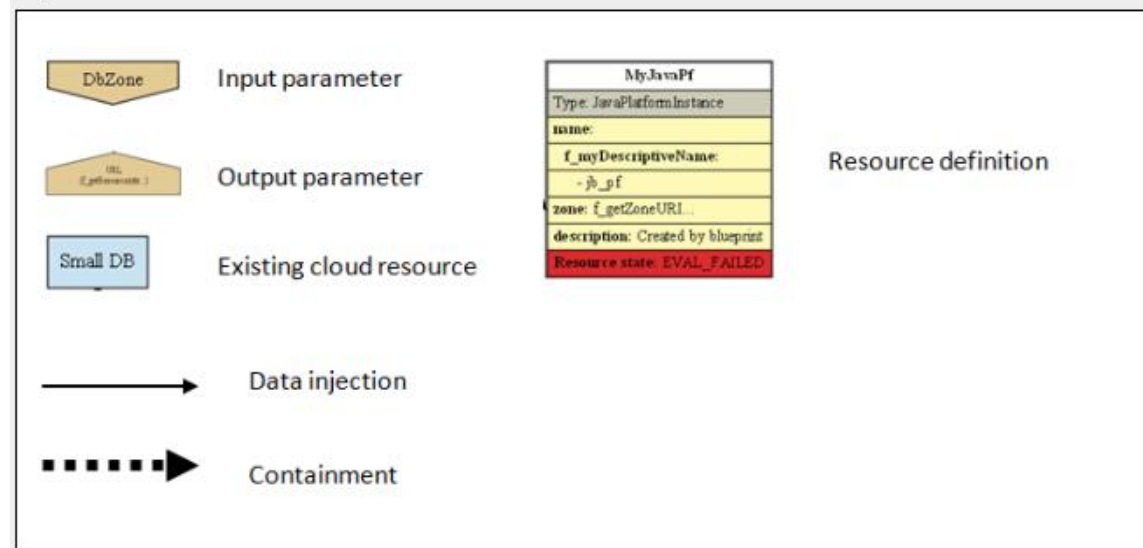 DbZone
Input parameter
URL
Output parameter
Small DB
Existing cloud resource
Data injection
Containment
MyJavaPf
Type: JavaPlatformInstance
name:
f_myDescriptiveName:
- jb_pf
zone: f_getZoneURI...
description: Created by blueprint
Resource state: EVAL_FAILED
Resource definition